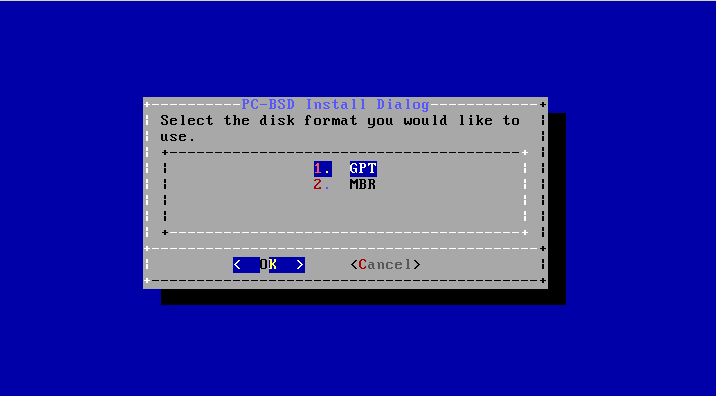 PC-BSD Install Dialog
Select the disk format you would like to
use.
1. GPT
2. MBR
< OK > <Cancel>